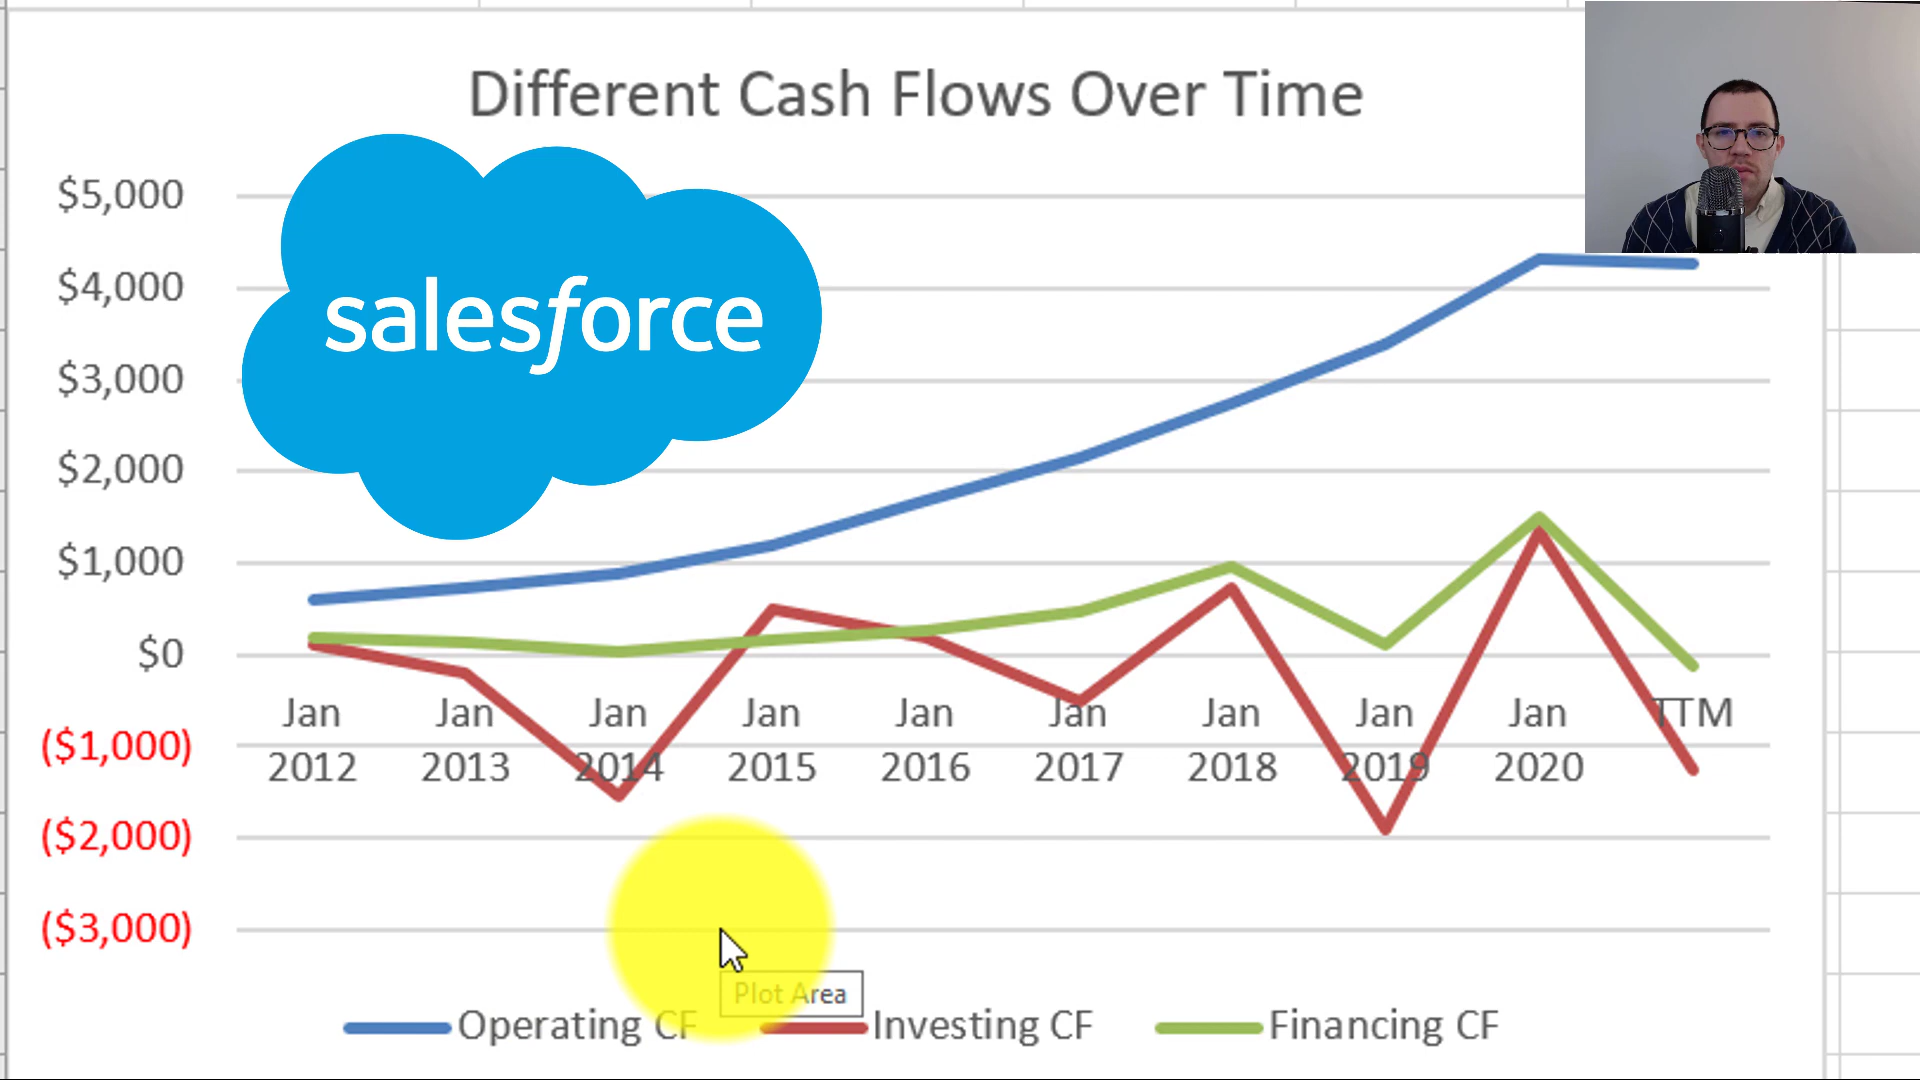 Different Cash Flows Over Time
salesforce
$5,000
$4,000
$3,000
$2,000
$1,000
$0
($1,000)
($2,000)
($3,000)
Jan 2012
Jan 2013
Jan 2014
Jan 2015
Jan 2016
Jan 2017
Jan 2018
Jan 2019
Jan 2020
TTM
Plot Area
Operating CF
Investing CF
Financing CF